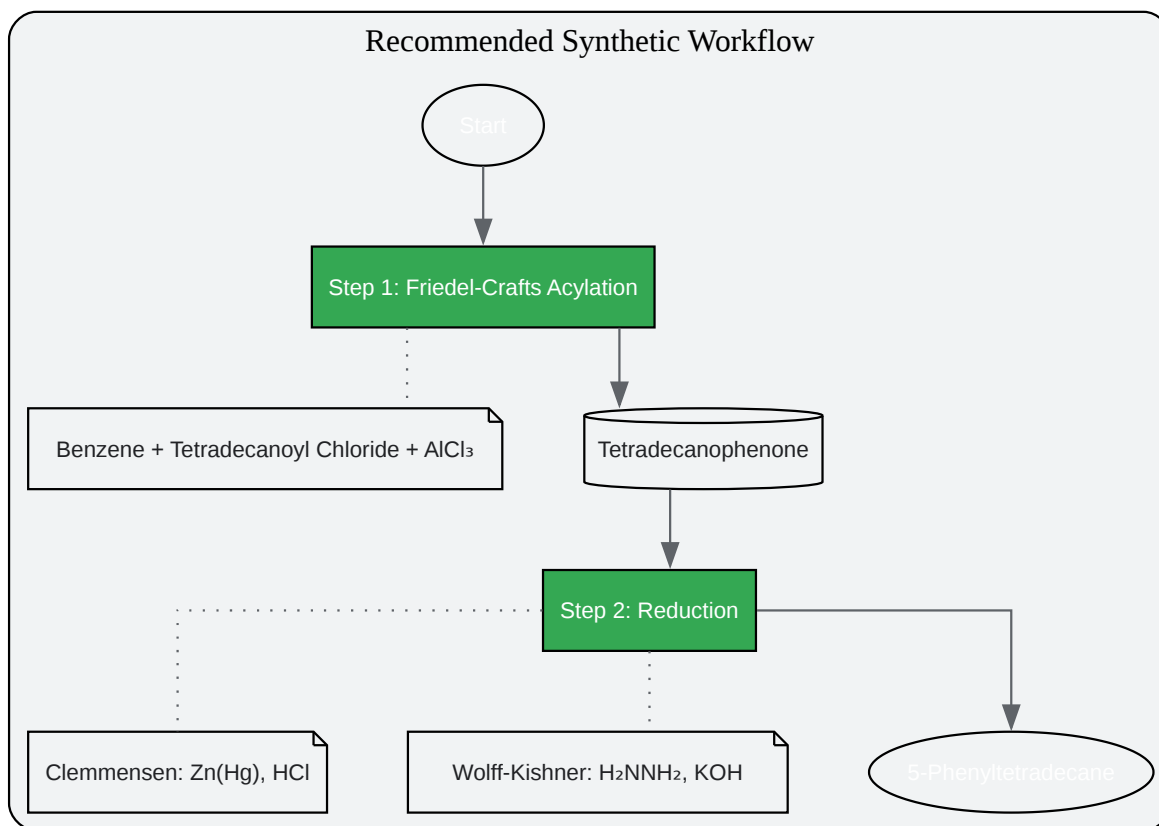 Recommended Synthetic Workflow
Start
Step 1: Friedel-Crafts Acylation
Benzene + Tetradecanoyl Chloride + AlCl₃
Tetradecanophenone
Step 2: Reduction
Clemmensen: Zn(Hg), HCl
Wolff-Kishner: H₂NNH₂, KOH
5-Phenyltetradecane